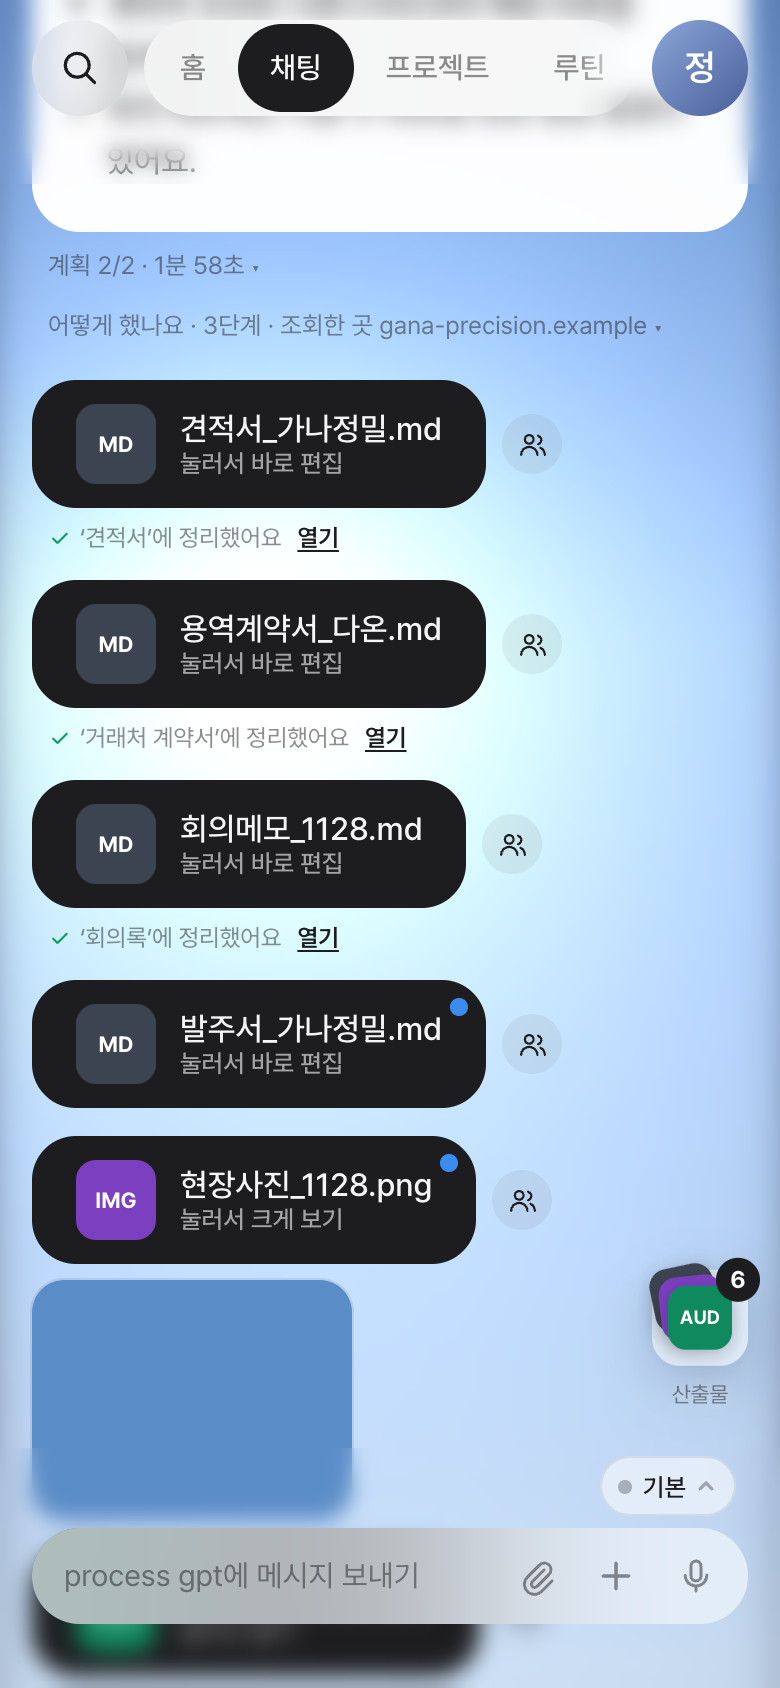 홈
채팅
프로젝트
루틴
정
있어요.
계획 2/2 · 1분 58초
어떻게 했나요 · 3단계 · 조회한 곳 gana-precision.example
MD
견적서_가나정밀.md
눌러서 바로 편집
‘견적서’에 정리했어요 열기
MD
용역계약서_다온.md
눌러서 바로 편집
‘거래처 계약서’에 정리했어요 열기
MD
회의메모_1128.md
눌러서 바로 편집
‘회의록’에 정리했어요 열기
MD
발주서_가나정밀.md
눌러서 바로 편집
IMG
현장사진_1128.png
눌러서 크게 보기
6
AUD
산출물
기본
process gpt에 메시지 보내기